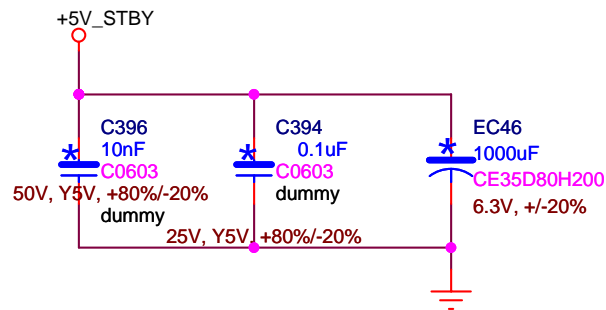 +5V_STBY
C396
10nF
C0603
50V, Y5V, +80%/-20%
dummy
C394
0.1uF
C0603
dummy
25V, Y5V, +80%/-20%
EC46
1000uF
CE35D80H200
6.3V, +/-20%